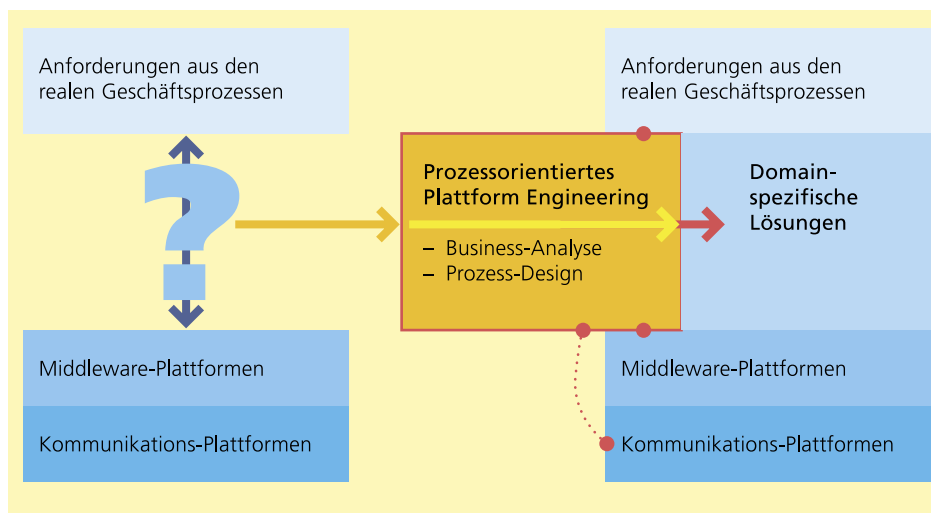 Anforderungen aus den
realen Geschäftsprozessen
?
Middleware-Plattformen
Kommunikations-Plattformen
Prozessorientiertes
Plattform Engineering
– Business-Analyse
– Prozess-Design
Anforderungen aus den
realen Geschäftsprozessen
Domain-
spezifische
Lösungen
Middleware-Plattformen
Kommunikations-Plattformen